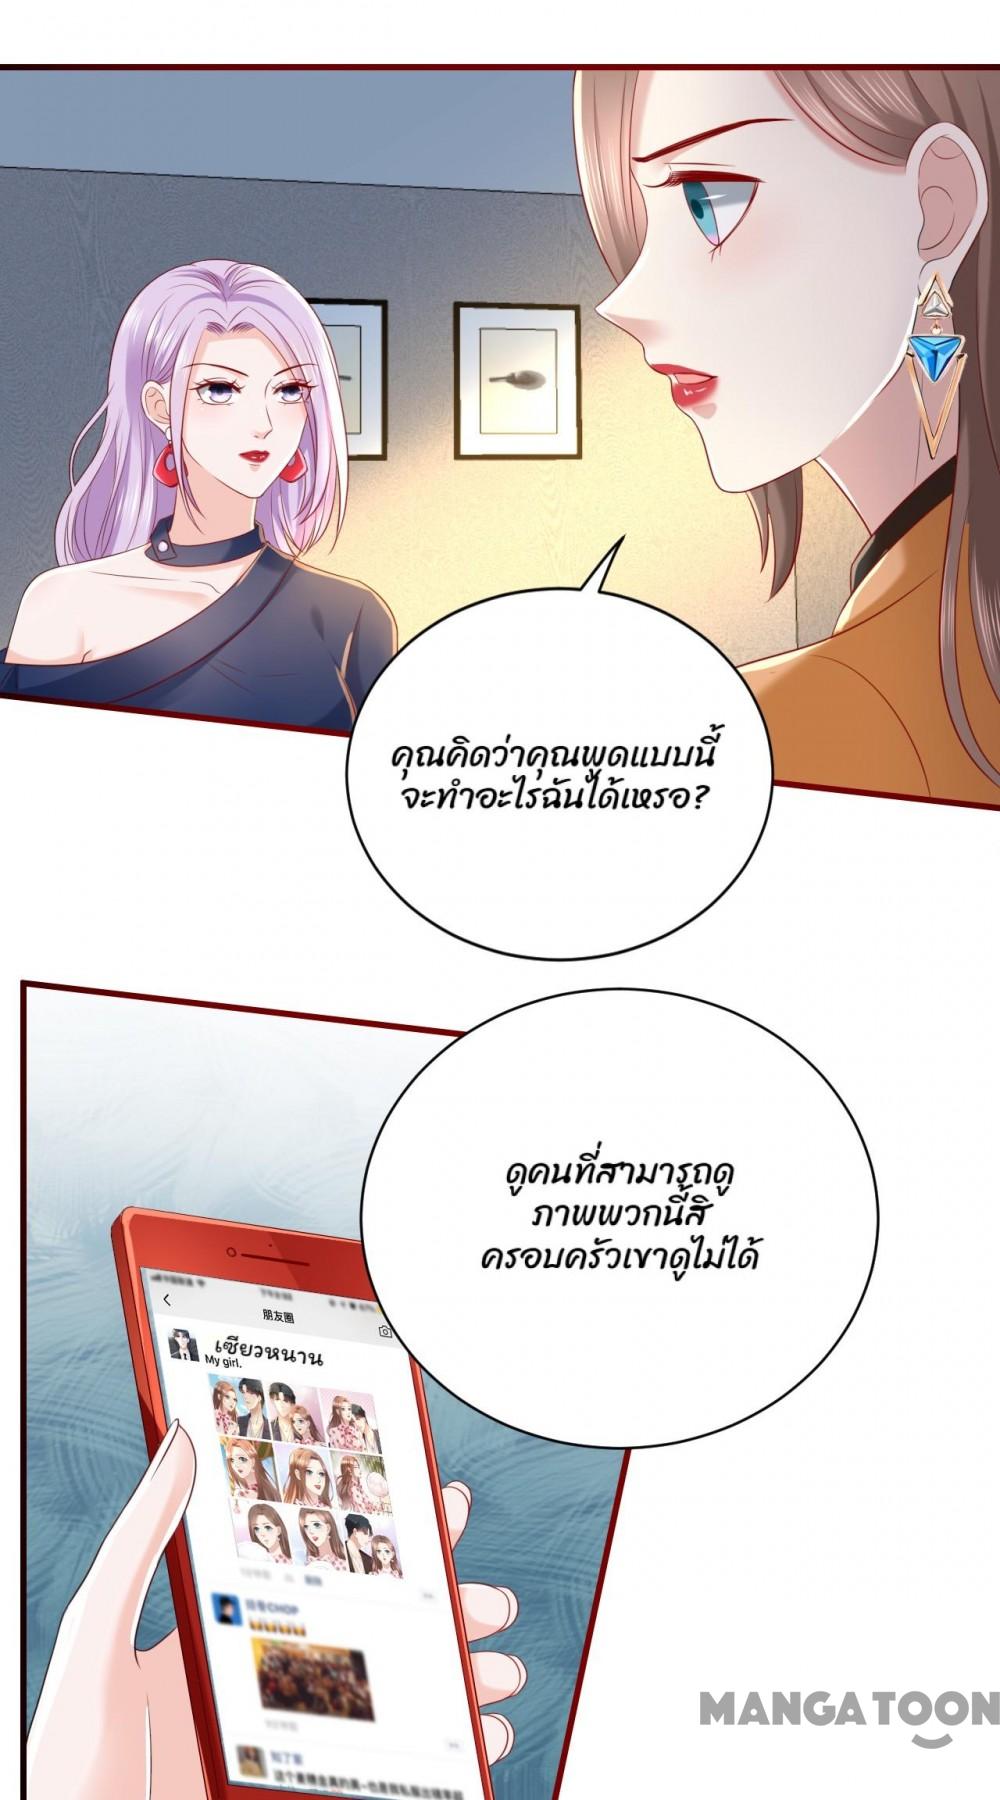 คุณคิดว่าคุณพูดแบบนี้
จะทำอะไรฉันได้เหรอ?
ดูคนที่สามารถดู
ภาพพวกนี้สิ
ครอบครัวเขาดูไม่ได้
朋友圈
เซียวหนาน
My girl.
CHOP
MANGATOON